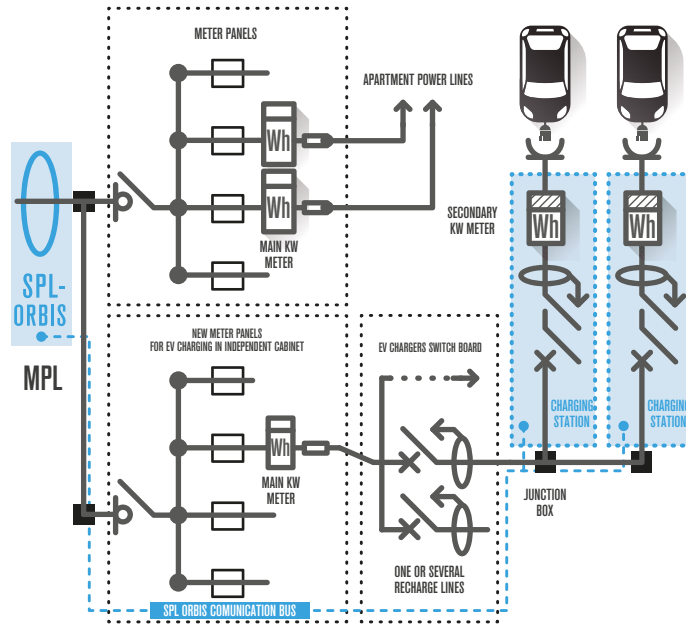 METER PANELS
APARTMENT POWER LINES
Wh
Wh
MAIN KW
METER
SECONDARY
KW METER
Wh
Wh
SPL-
ORBIS
MPL
NEW METER PANELS
FOR EV CHARGING IN INDEPENDENT CABINET
EV CHARGERS SWITCH BOARD
CHARGING
STATION
CHARGING
STATION
Wh
MAIN KW
METER
JUNCTION
BOX
ONE OR SEVERAL
RECHARGE LINES
SPL ORBIS COMUNICATION BUS